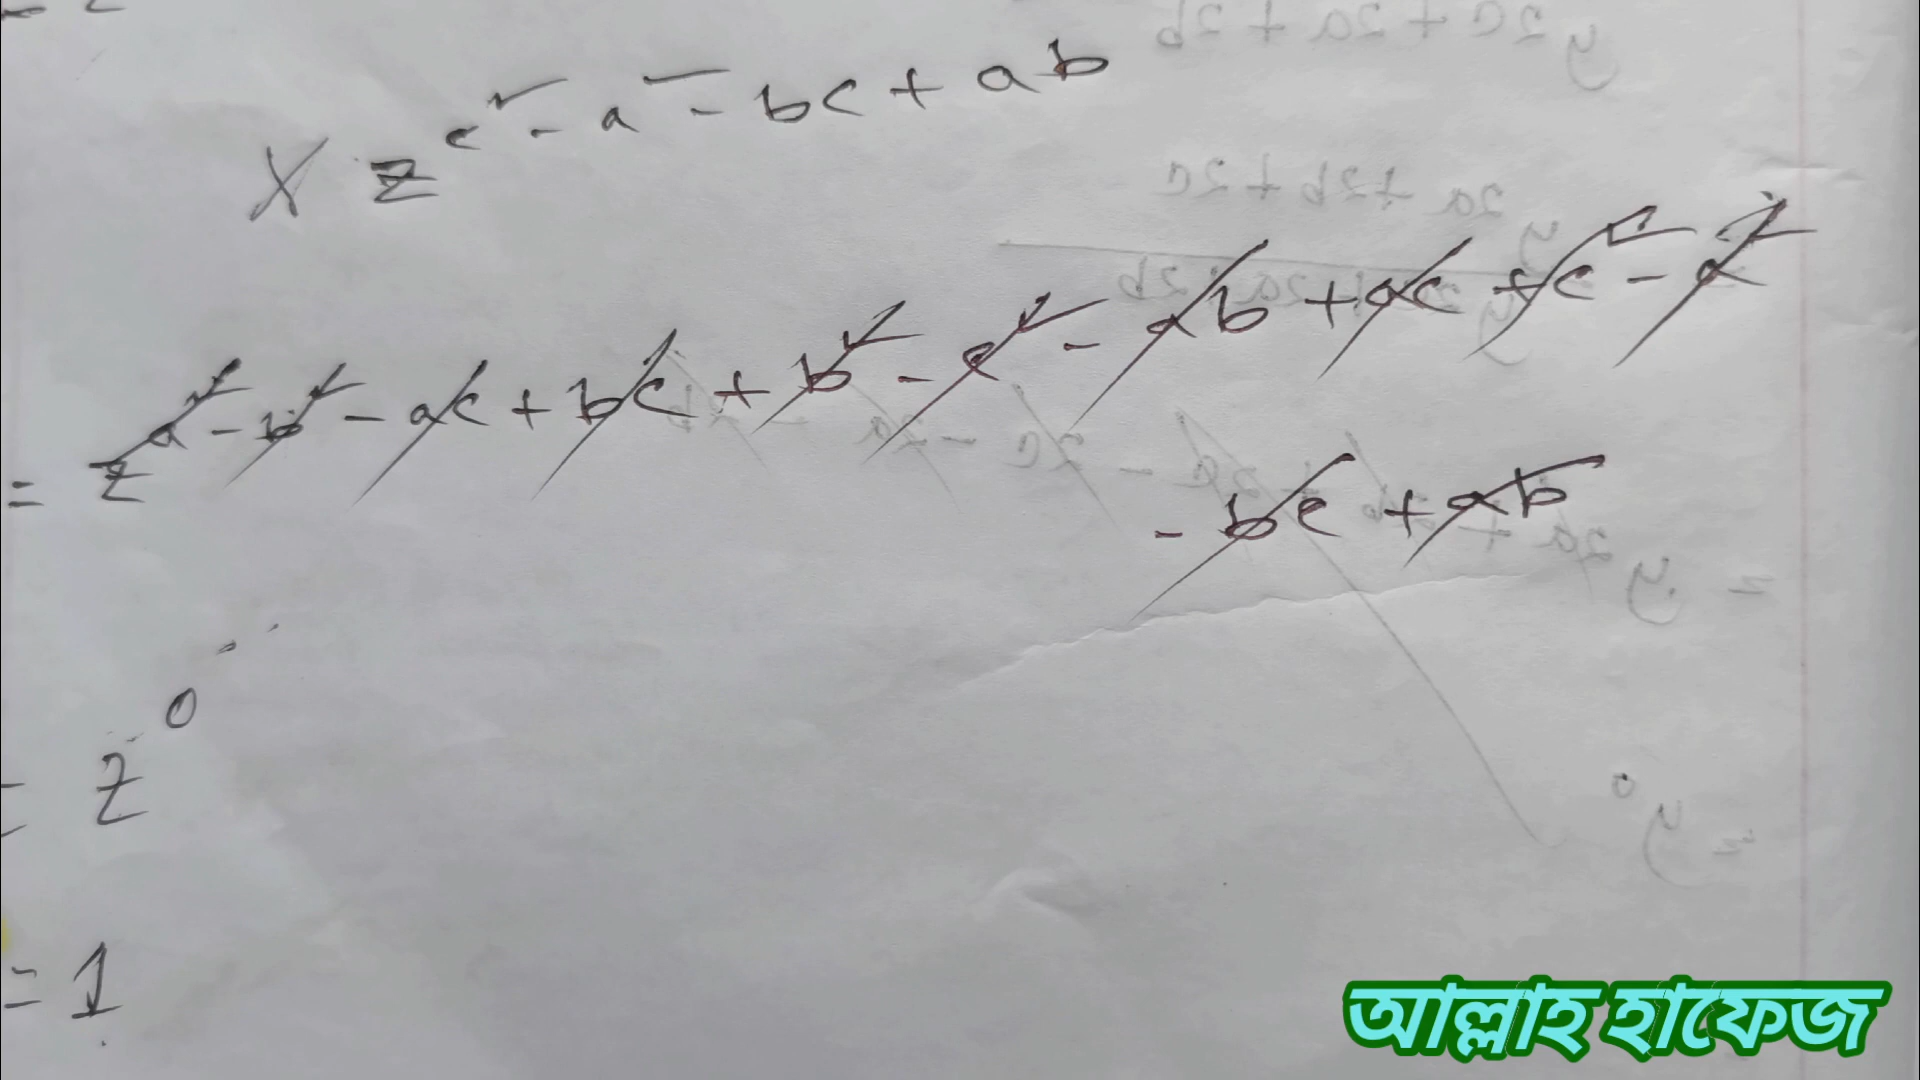 × z^{c² - a² - bc + ab}
= z^{a² - b² - ac + bc + b² - c² - ab + ac + c² - a²
- bc + ab}
= z⁰
= 1
আল্লাহ হাফেজ